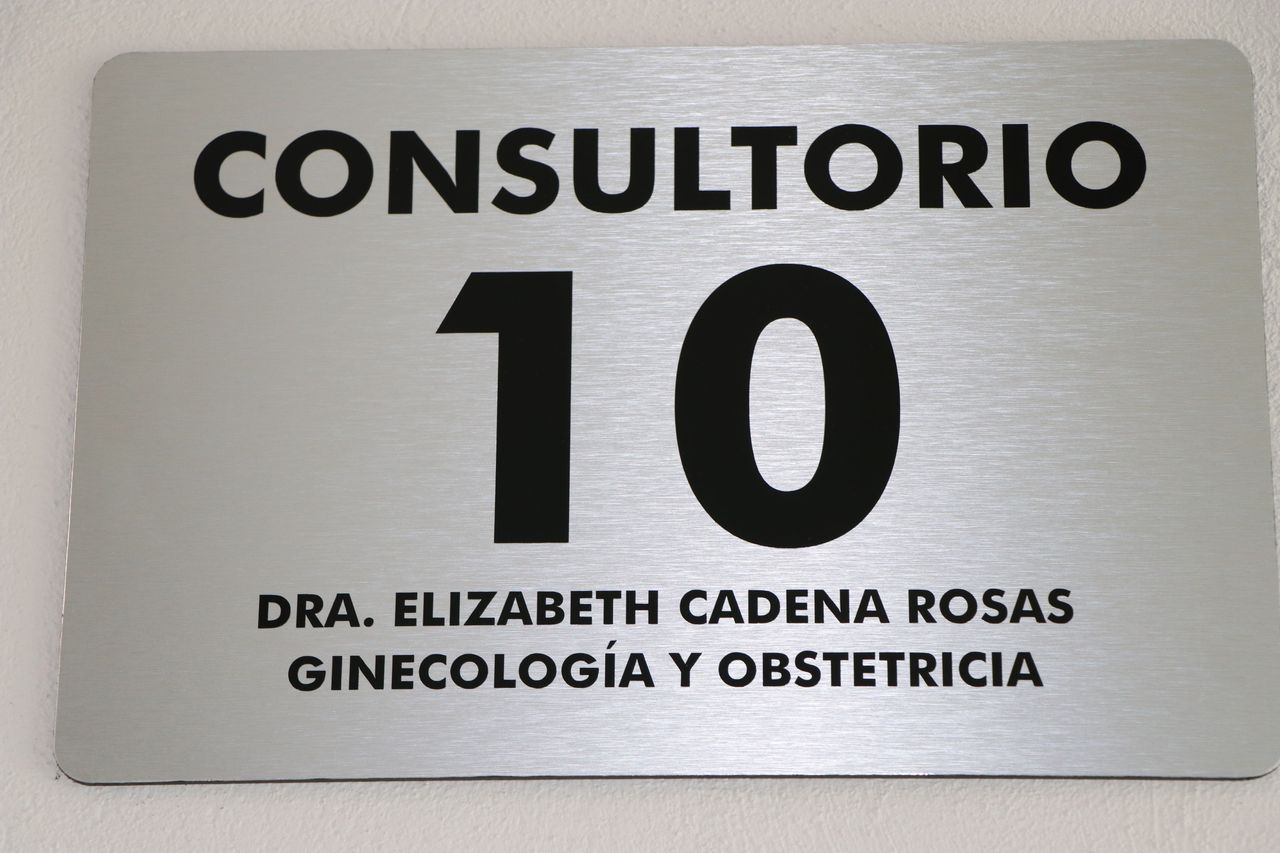 CONSULTORIO
10
DRA. ELIZABETH CADENA ROSAS
GINECOLOGÍA Y OBSTETRICIA